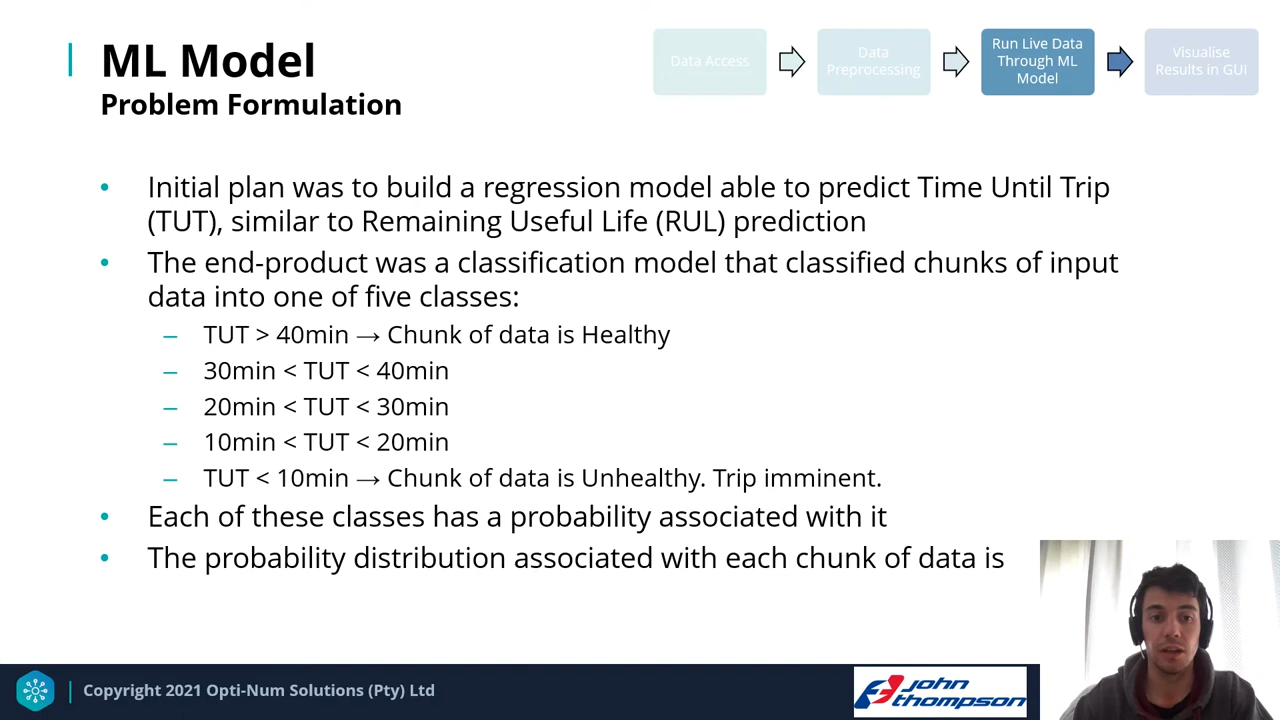 ML Model
Problem Formulation
Data Access
Data
Preprocessing
Run Live Data
Through ML
Model
Visualise
Results in GUI
• Initial plan was to build a regression model able to predict Time Until Trip
(TUT), similar to Remaining Useful Life (RUL) prediction
• The end-product was a classification model that classified chunks of input
data into one of five classes:
– TUT > 40min → Chunk of data is Healthy
– 30min < TUT < 40min
– 20min < TUT < 30min
– 10min < TUT < 20min
– TUT < 10min → Chunk of data is Unhealthy. Trip imminent.
• Each of these classes has a probability associated with it
• The probability distribution associated with each chunk of data is
Copyright 2021 Opti-Num Solutions (Pty) Ltd
john
thompson